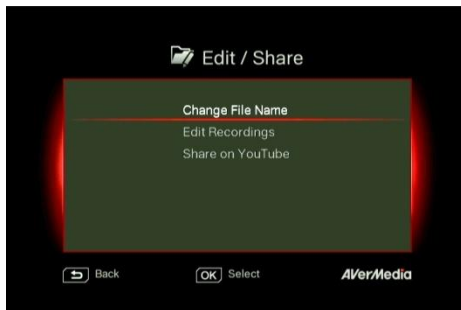 Edit / Share
Change File Name
Edit Recordings
Share on YouTube
Back
OK Select
AVerMedia